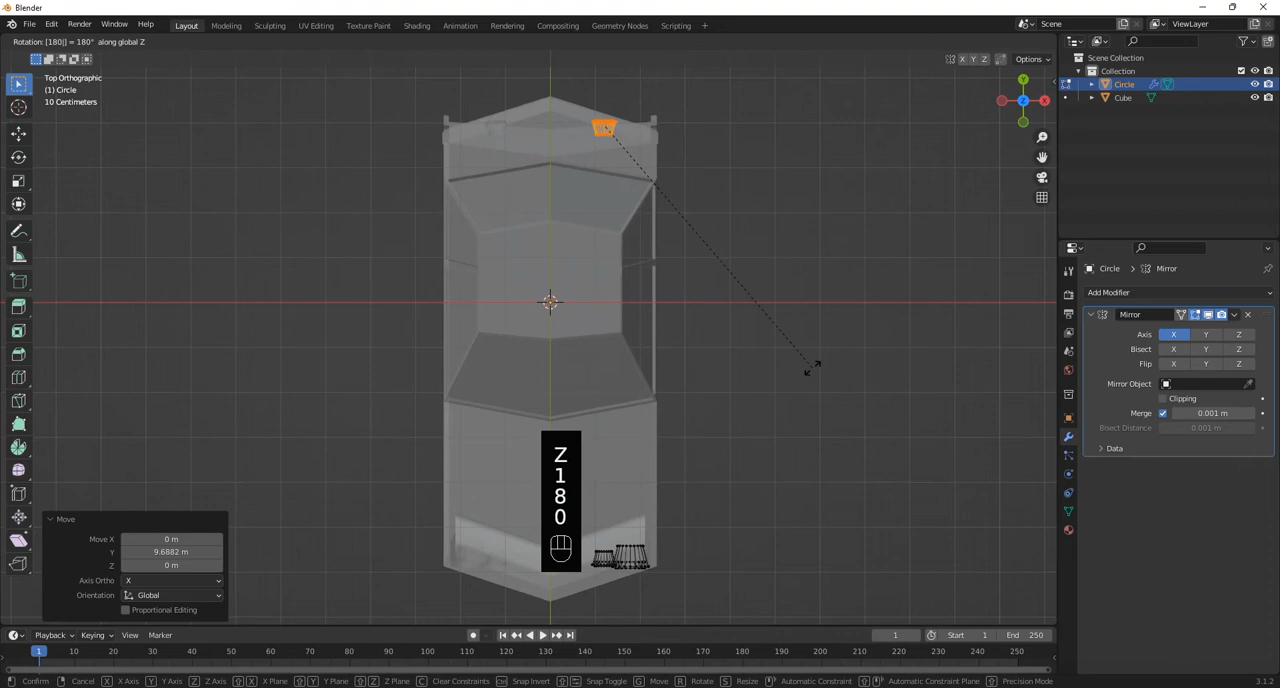 Blender
File Edit Render Window Help
Layout Modeling Sculpting UV Editing Texture Paint Shading Animation Rendering Compositing Geometry Nodes Scripting +
Scene
ViewLayer
Rotation: [180|] = 180° along global Z
X Y Z
Options
Top Orthographic
(1) Circle
10 Centimeters
Y
Z
X
Scene Collection
Collection
Circle
Cube
Circle > Mirror
Add Modifier
Mirror
Axis X Y Z
Bisect X Y Z
Flip X Y Z
Mirror Object
Clipping
Merge 0.001 m
Bisect Distance 0.001 m
Data
Z
1
8
0
Move
Move X 0 m
Y 9.6882 m
Z 0 m
Axis Ortho X
Orientation Global
Proportional Editing
Playback Keying View Marker
1 Start 1 End 250
1 10 20 30 40 50 60 70 80 90 100 110 120 130 140 150 160 170 180 190 200 210 220 230 240 250
Confirm Cancel X X Axis Y Y Axis Z Z Axis X X Plane Y Y Plane Z Z Plane C Clear Constraints Snap Invert Snap Toggle G Move R Rotate S Resize Automatic Constraint Automatic Constraint Plane Precision Mode
3.1.2